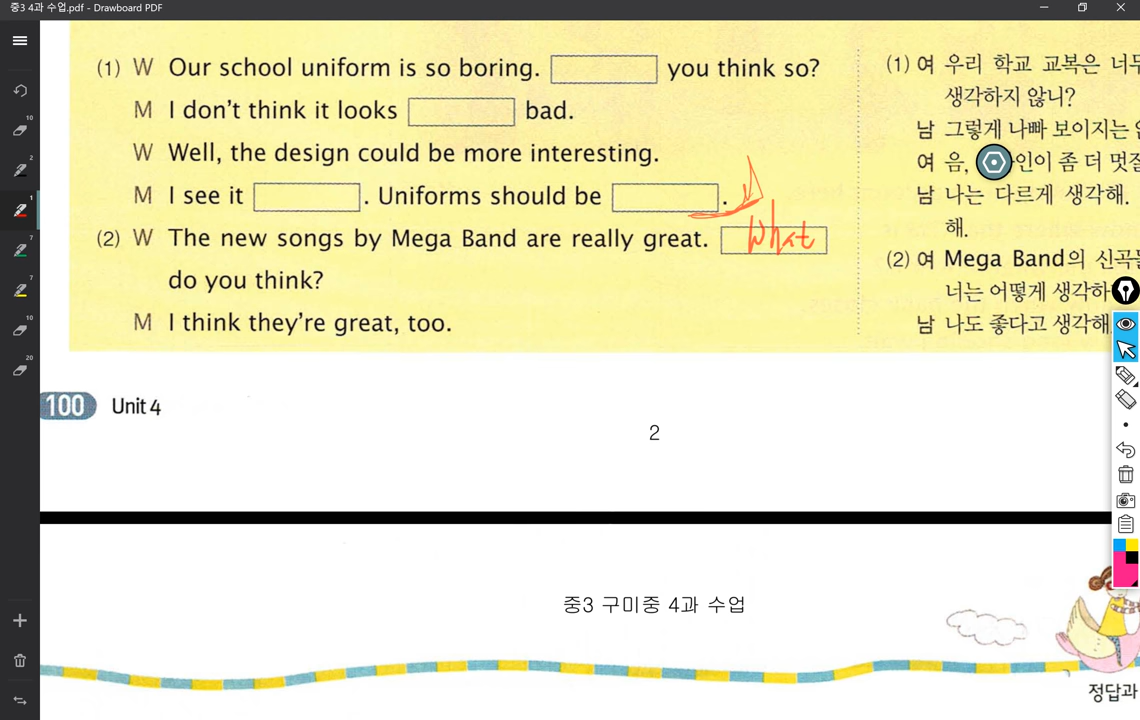 중3 4과 수업.pdf - Drawboard PDF
(1) W Our school uniform is so boring. you think so?
M I don't think it looks bad.
W Well, the design could be more interesting.
M I see it . Uniforms should be .
(2) W The new songs by Mega Band are really great. What
do you think?
M I think they're great, too.
(1) 여 우리 학교 교복은 너무
생각하지 않니?
남 그렇게 나빠 보이지는
여 음, 인이 좀 더 멋질
남 나는 다르게 생각해.
해.
(2) 여 Mega Band의 신곡들
너는 어떻게 생각하
남 나도 좋다고 생각해
100 Unit 4
2
중3 구미중 4과 수업
정답과
10
2
1
7
7
10
20